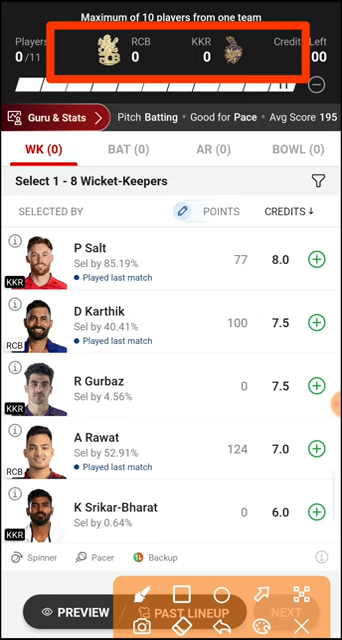 Maximum of 10 players from one team
Players
0/11
RCB
0
KKR
0
Credits Left
00
Guru & Stats
Pitch Batting • Good for Pace • Avg Score 195
WK (0)
BAT (0)
AR (0)
BOWL (0)
Select 1 - 8 Wicket-Keepers
SELECTED BY
POINTS
CREDITS ↓
KKR
P Salt
Sel by 85.19%
Played last match
77
8.0
RCB
D Karthik
Sel by 40.41%
Played last match
100
7.5
KKR
R Gurbaz
Sel by 4.56%
0
7.5
RCB
A Rawat
Sel by 52.91%
Played last match
124
7.0
KKR
K Srikar-Bharat
Sel by 0.64%
0
6.0
Spinner
Pacer
Backup
PREVIEW
PAST LINEUP
NEXT